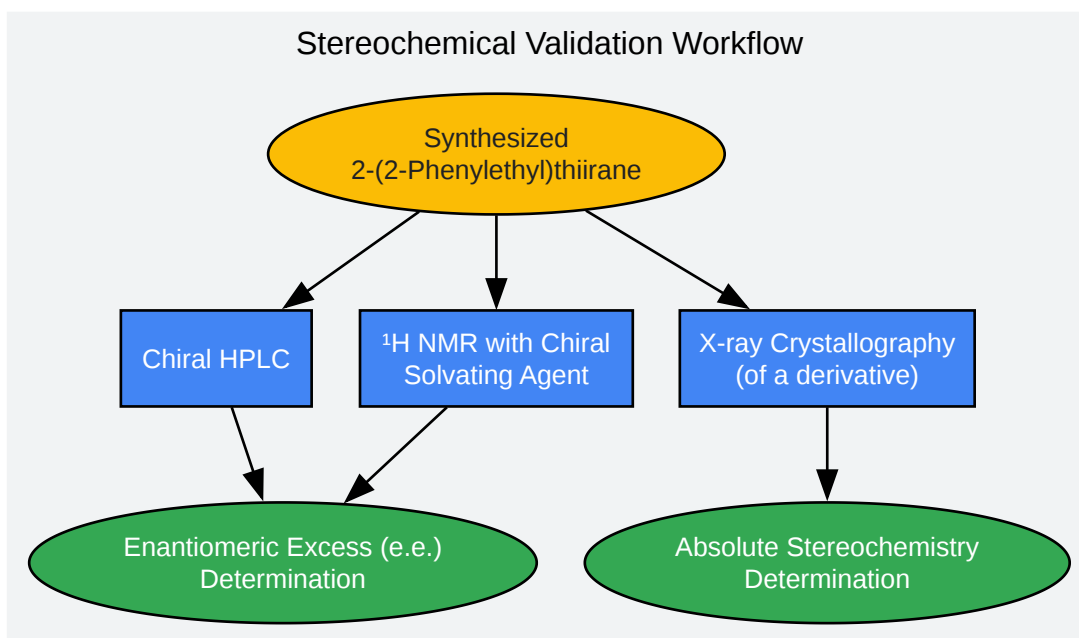 Stereochemical Validation Workflow
Synthesized
2-(2-Phenylethyl)thiirane
Chiral HPLC
¹H NMR with Chiral
Solvating Agent
X-ray Crystallography
(of a derivative)
Enantiomeric Excess (e.e.)
Determination
Absolute Stereochemistry
Determination